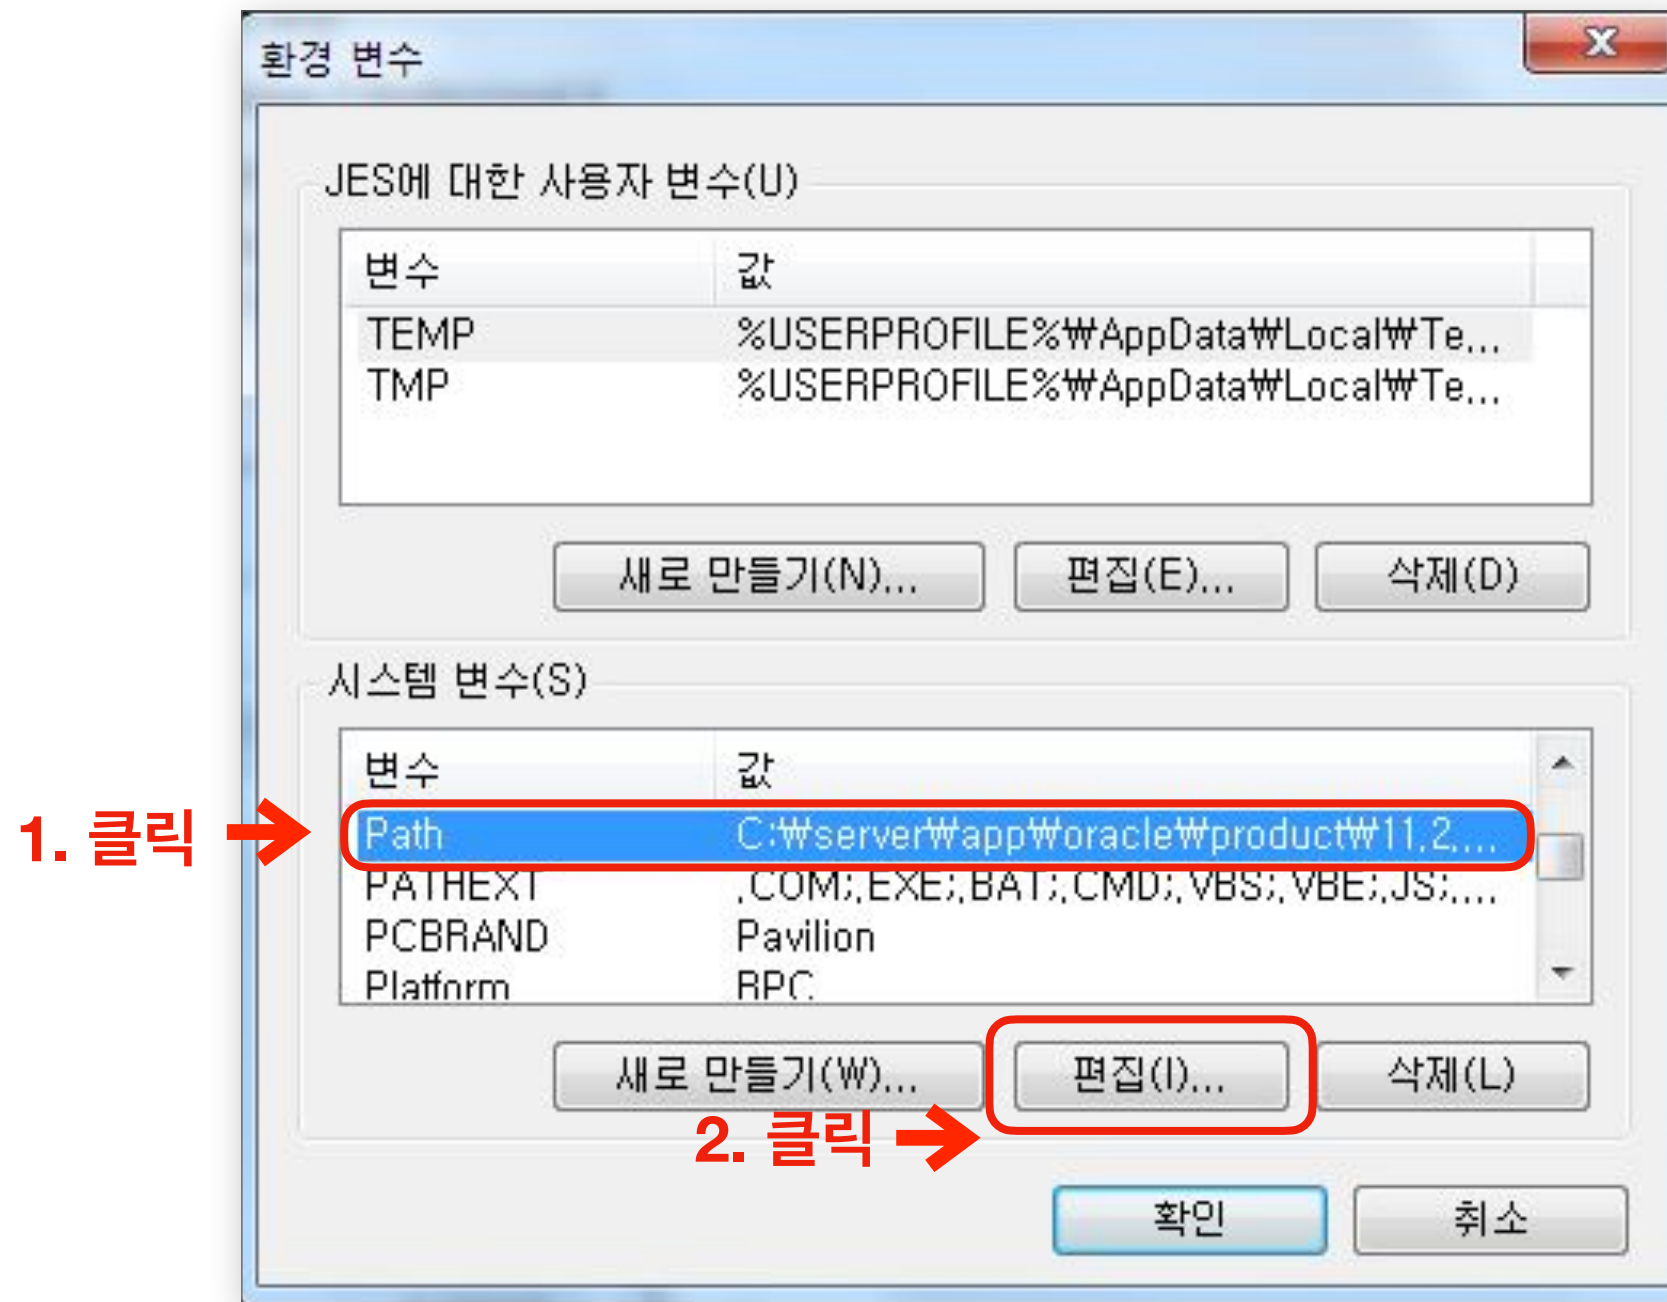 환경 변수
JES에 대한 사용자 변수(U)
변수 값
TEMP %USERPROFILE%₩AppData₩Local₩Te...
TMP %USERPROFILE%₩AppData₩Local₩Te...
새로 만들기(N)... 편집(E)... 삭제(D)
시스템 변수(S)
변수 값
1. 클릭 Path C:₩server₩app₩oracle₩product₩11.2....
PATHEXT .COM;.EXE;.BAT;.CMD;.VBS;.VBE;.JS;....
PCBRAND Pavilion
Platform BPC
새로 만들기(W)... 편집(I)... 삭제(L)
2. 클릭
확인 취소